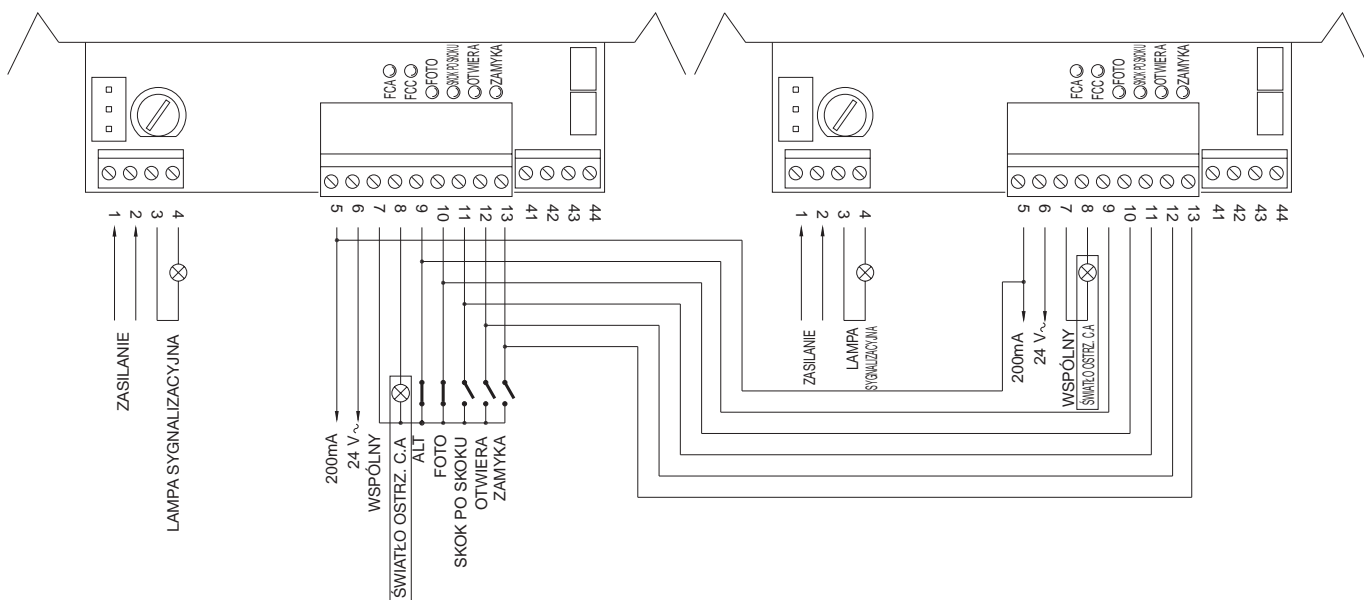 FCA
FCC
FOTO
SKOK PO SKOKU
OTWIERA
ZAMYKA
1
2
3
4
5
6
7
8
9
10
11
12
13
41
42
43
44
ZASILANIE
LAMPA SYGNALIZACYJNA
200mA
24 V~
WSPÓLNY
ŚWIATŁO OSTRZ. C.A
ALT
FOTO
SKOK PO SKOKU
OTWIERA
ZAMYKA
FCA
FCC
FOTO
SKOK PO SKOKU
OTWIERA
ZAMYKA
1
2
3
4
5
6
7
8
9
10
11
12
13
41
42
43
44
ZASILANIE
LAMPA
SYGNALIZACYJNA
200mA
24 V~
WSPÓLNY
ŚWIATŁO OSTRZ. C.A